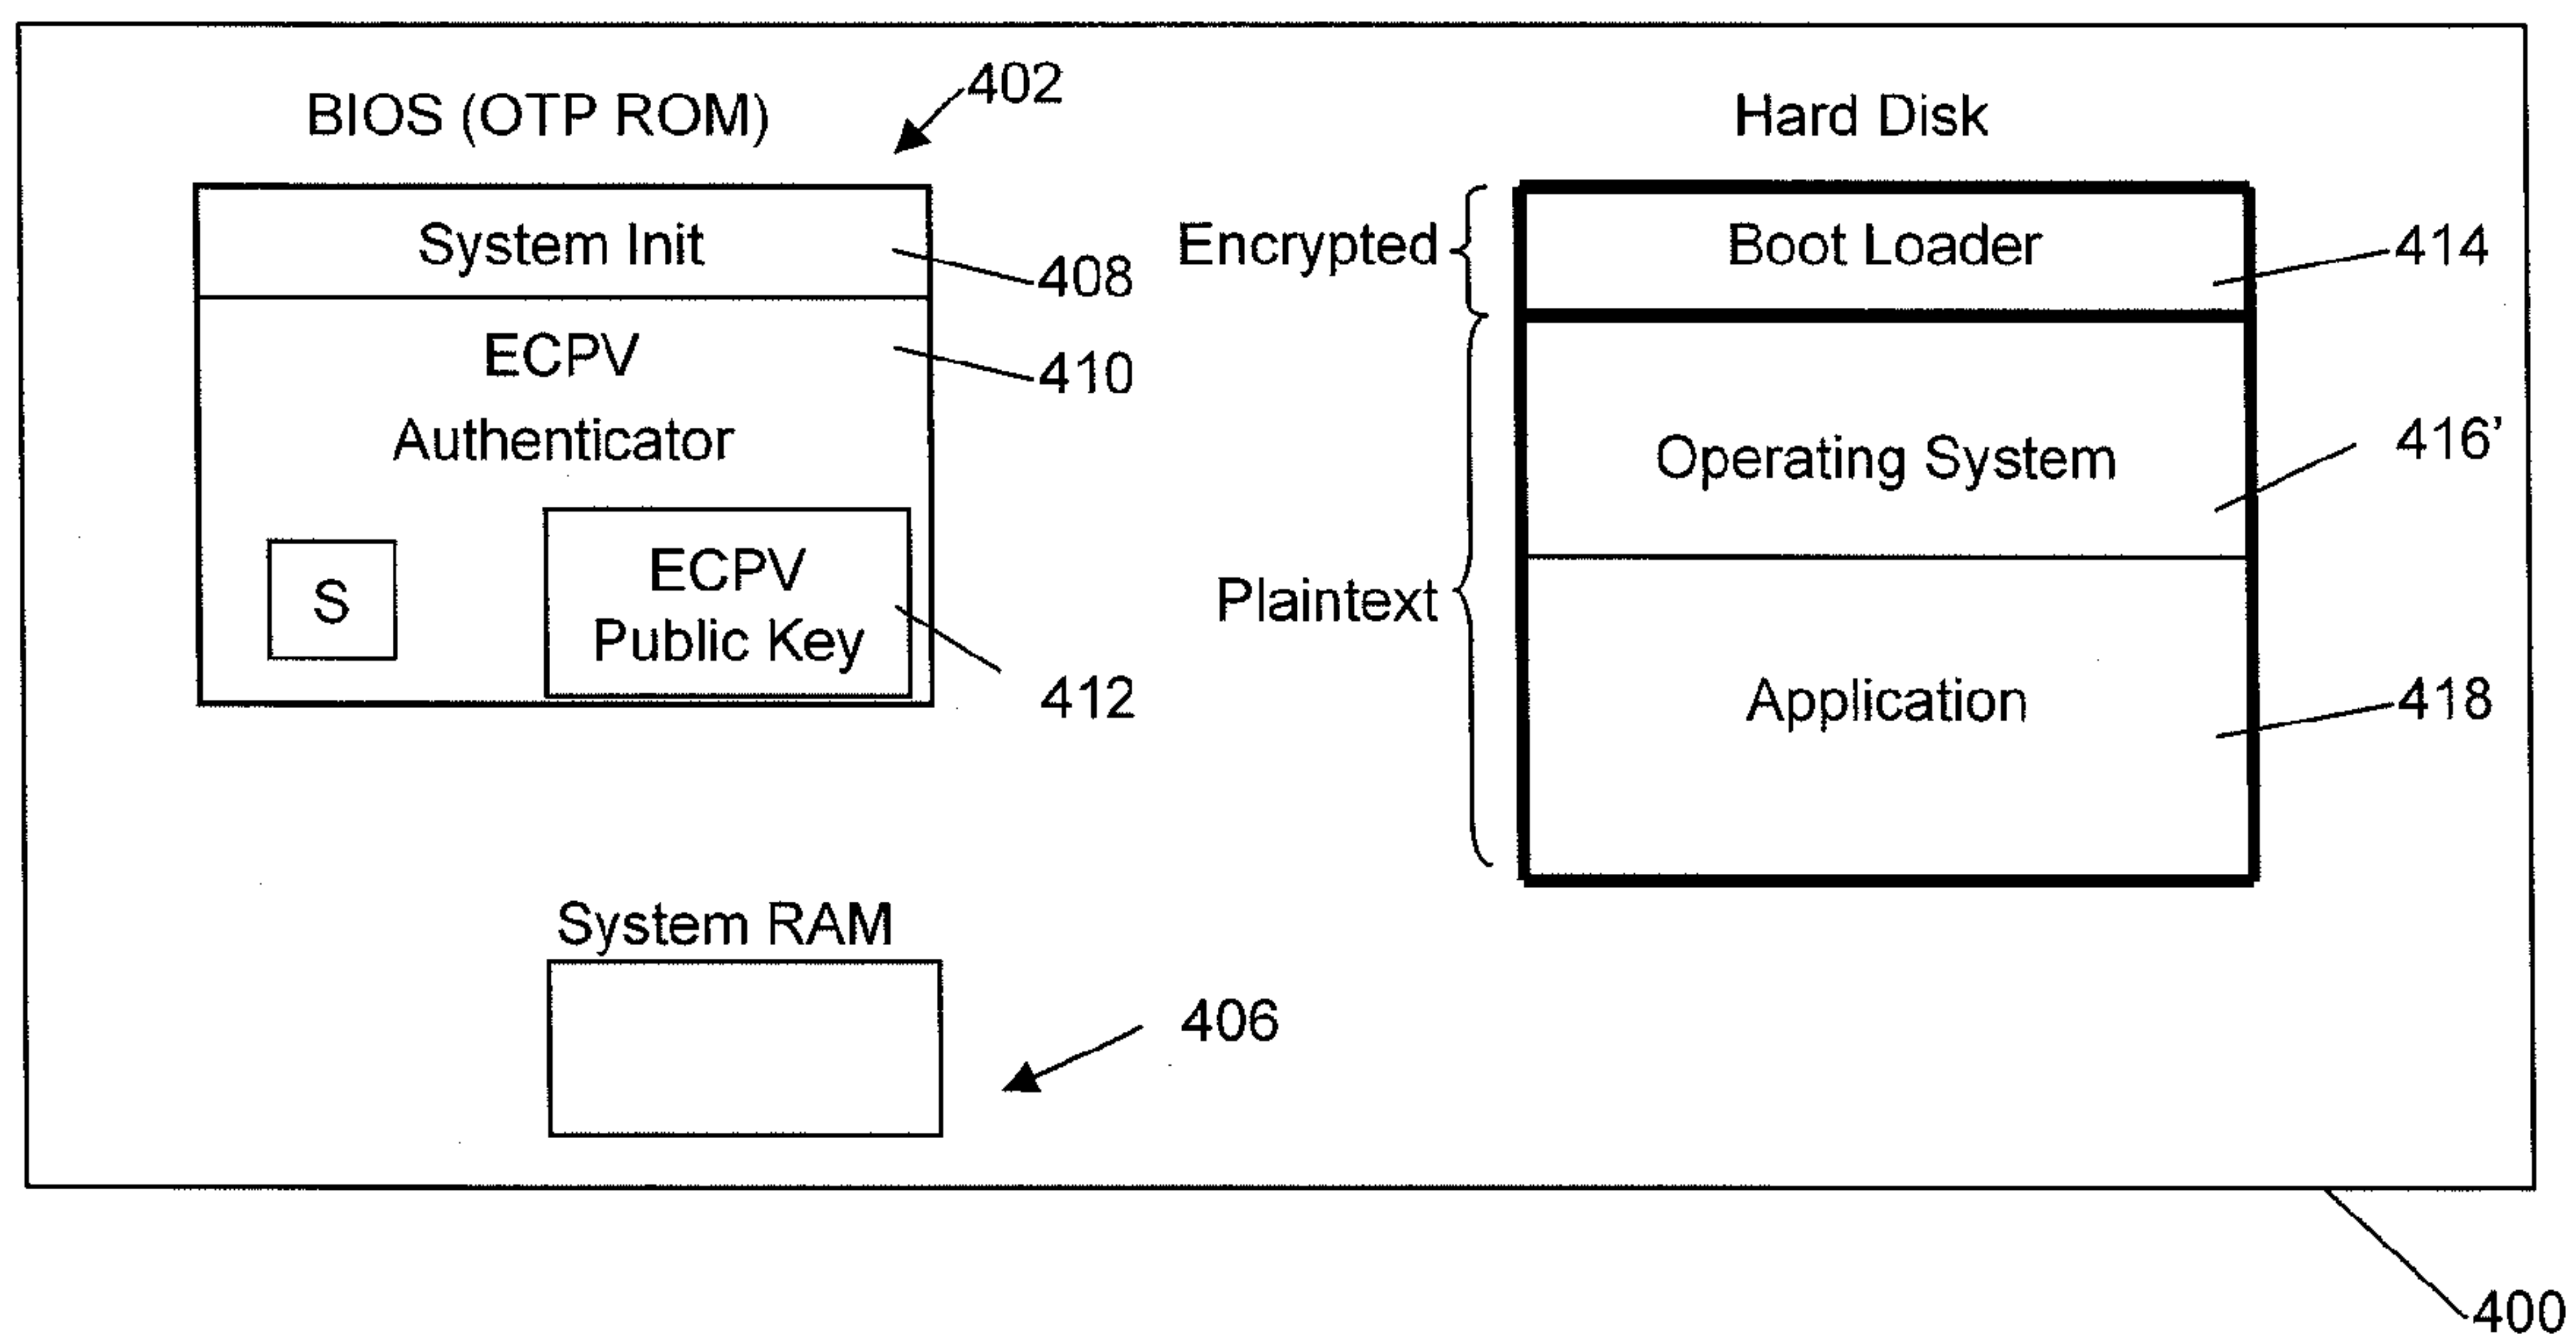 BIOS (OTP ROM)
402
System Init
408
ECPV
410
Authenticator
S
ECPV
Public Key
412
System RAM
406
Hard Disk
Encrypted
Boot Loader
414
Operating System
416’
Plaintext
Application
418
400